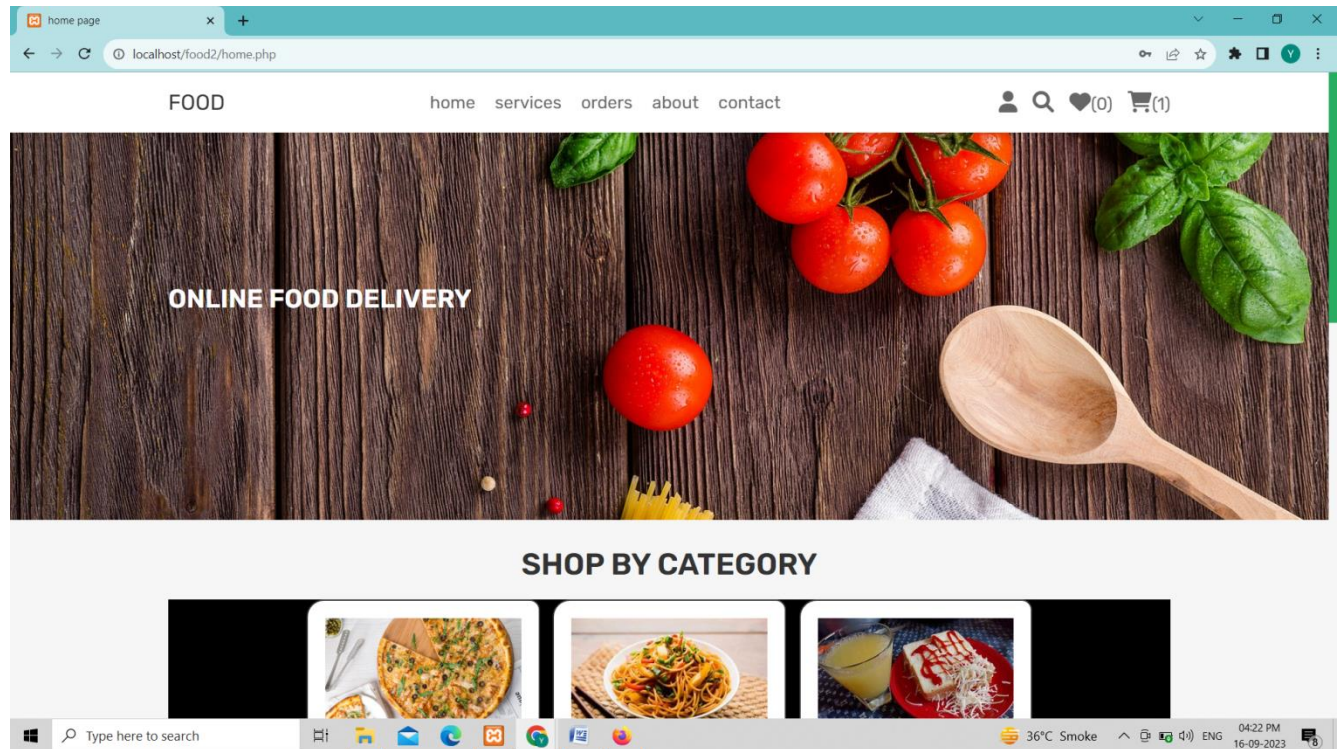 home page
localhost/food2/home.php
Y
FOOD
home services orders about contact
(0) (1)
ONLINE FOOD DELIVERY
SHOP BY CATEGORY
Type here to search
36°C Smoke
ENG
04:22 PM
16-09-2023
8